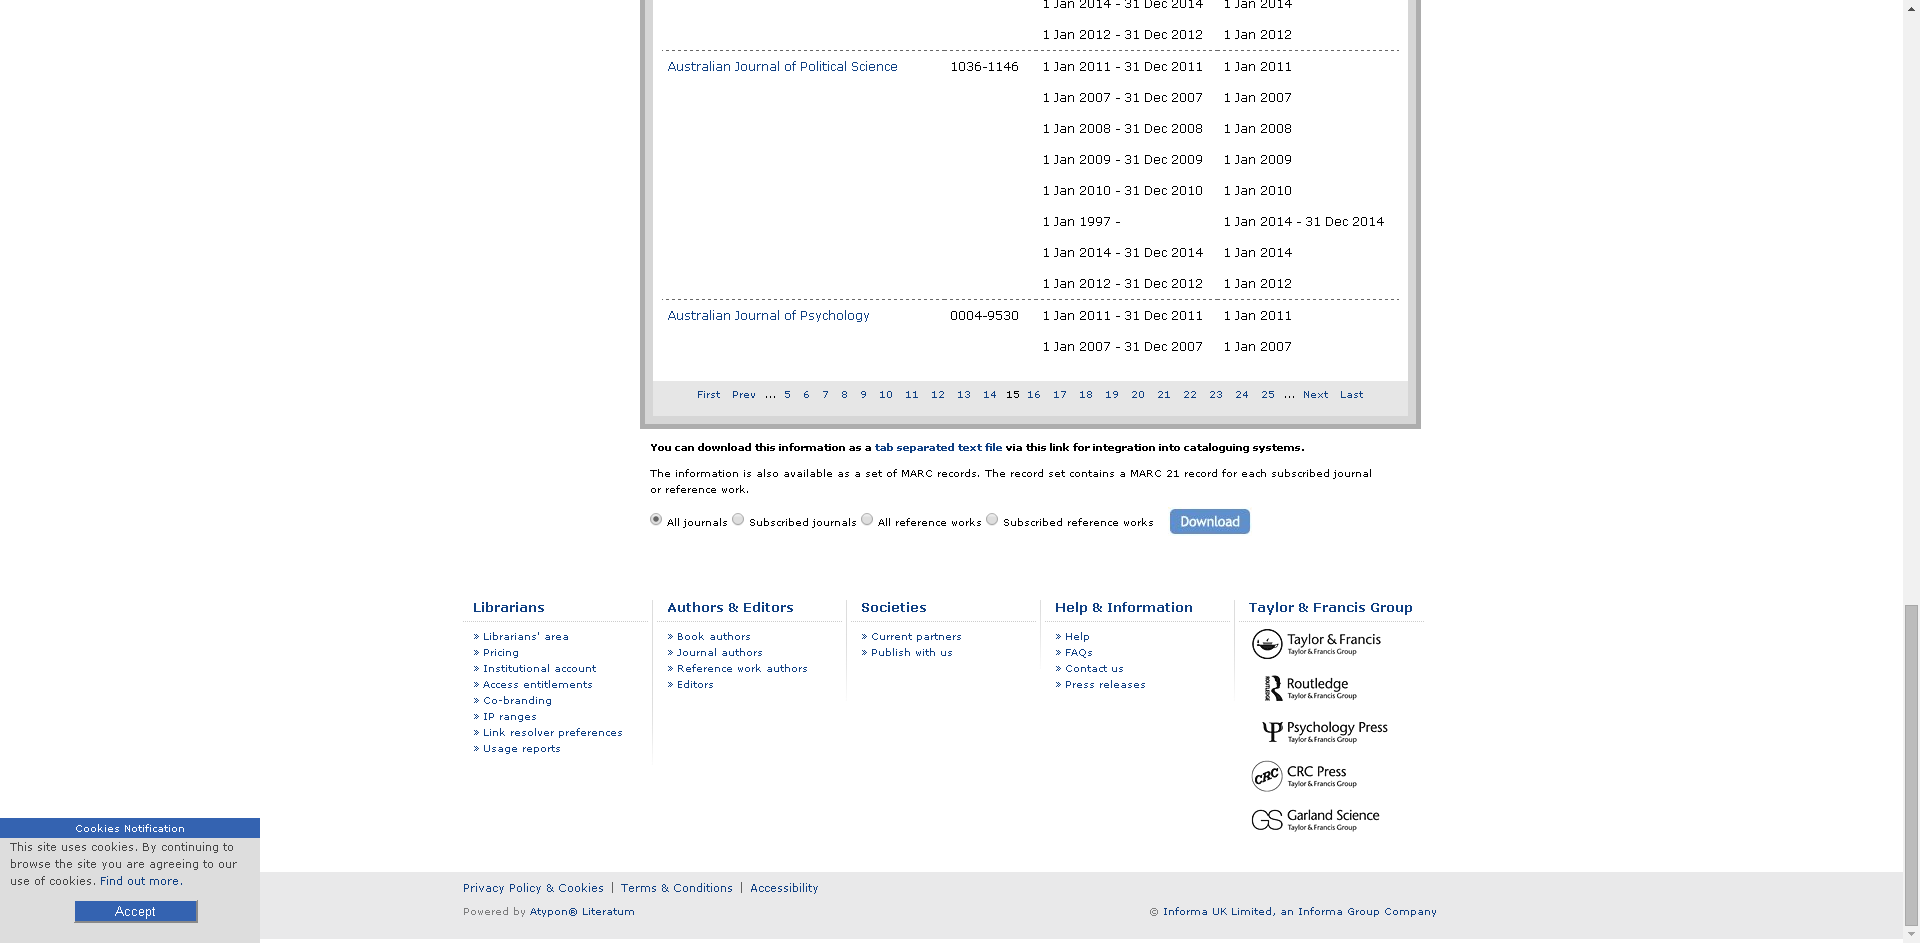 1 Jan 2014 - 31 Dec 2014 1 Jan 2014
1 Jan 2012 - 31 Dec 2012 1 Jan 2012
Australian Journal of Political Science 1036-1146 1 Jan 2011 - 31 Dec 2011 1 Jan 2011
1 Jan 2007 - 31 Dec 2007 1 Jan 2007
1 Jan 2008 - 31 Dec 2008 1 Jan 2008
1 Jan 2009 - 31 Dec 2009 1 Jan 2009
1 Jan 2010 - 31 Dec 2010 1 Jan 2010
1 Jan 1997 - 1 Jan 2014 - 31 Dec 2014
1 Jan 2014 - 31 Dec 2014 1 Jan 2014
1 Jan 2012 - 31 Dec 2012 1 Jan 2012
Australian Journal of Psychology 0004-9530 1 Jan 2011 - 31 Dec 2011 1 Jan 2011
1 Jan 2007 - 31 Dec 2007 1 Jan 2007
First Prev ... 5 6 7 8 9 10 11 12 13 14 15 16 17 18 19 20 21 22 23 24 25 ... Next Last
You can download this information as a tab separated text file via this link for integration into cataloguing systems.
The information is also available as a set of MARC records. The record set contains a MARC 21 record for each subscribed journal
or reference work.
All journals Subscribed journals All reference works Subscribed reference works Download
Librarians
» Librarians' area
» Pricing
» Institutional account
» Access entitlements
» Co-branding
» IP ranges
» Link resolver preferences
» Usage reports
Authors & Editors
» Book authors
» Journal authors
» Reference work authors
» Editors
Societies
» Current partners
» Publish with us
Help & Information
» Help
» FAQs
» Contact us
» Press releases
Taylor & Francis Group
Taylor & Francis
Taylor & Francis Group
ROUTLEDGE
Routledge
Taylor & Francis Group
Psychology Press
Taylor & Francis Group
CRC
CRC Press
Taylor & Francis Group
GS
Garland Science
Taylor & Francis Group
Cookies Notification
This site uses cookies. By continuing to
browse the site you are agreeing to our
use of cookies. Find out more.
Accept
Privacy Policy & Cookies | Terms & Conditions | Accessibility
Powered by Atypon® Literatum
© Informa UK Limited, an Informa Group Company